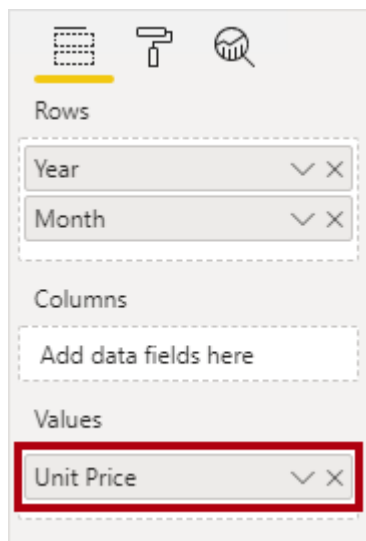 Rows
Year
Month
Columns
Add data fields here
Values
Unit Price